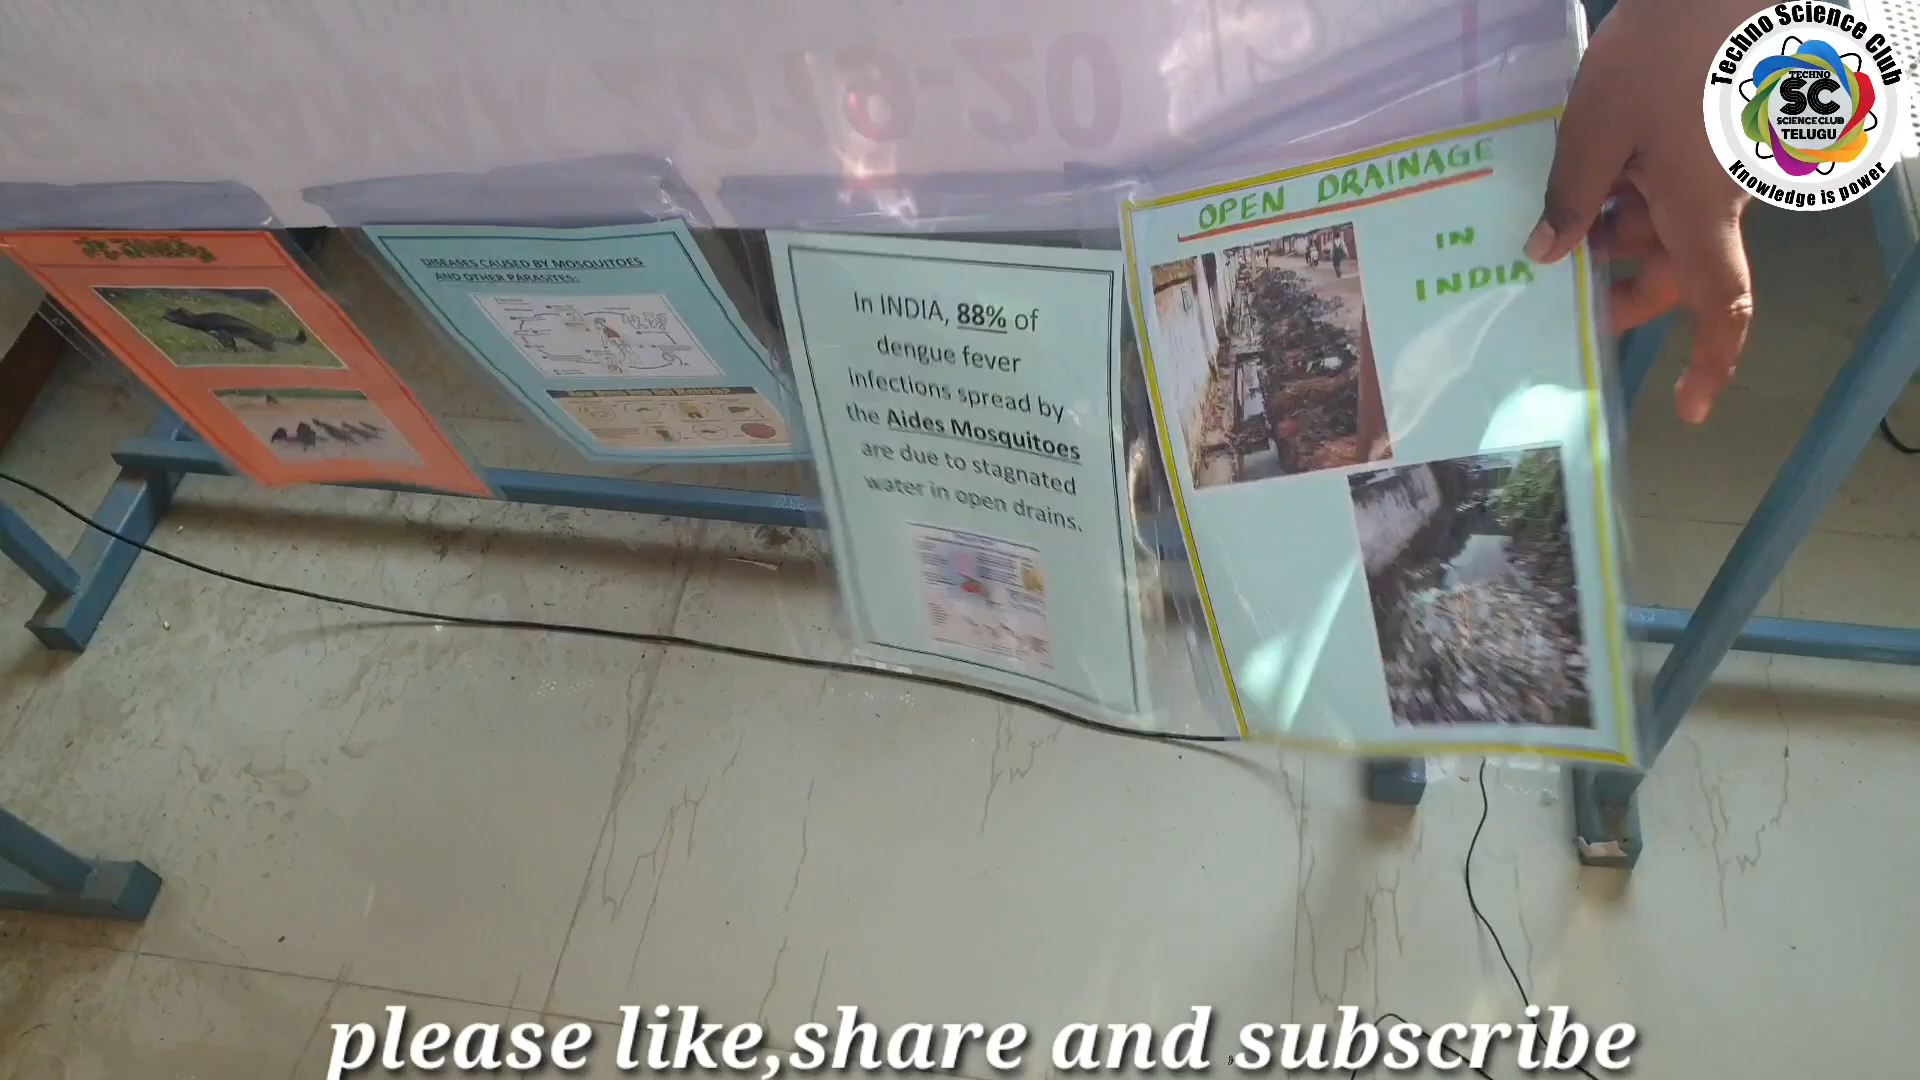 2019-20
Techno Science Club
TECHNO
SC
SCIENCE CLUB
TELUGU
Knowledge is power
DISEASES CAUSED BY MOSQUITOES
AND OTHER PARASITES:
In INDIA, 88% of
dengue fever
infections spread by
the Aides Mosquitoes
are due to stagnated
water in open drains.
OPEN DRAINAGE
IN
INDIA
please like,share and subscribe